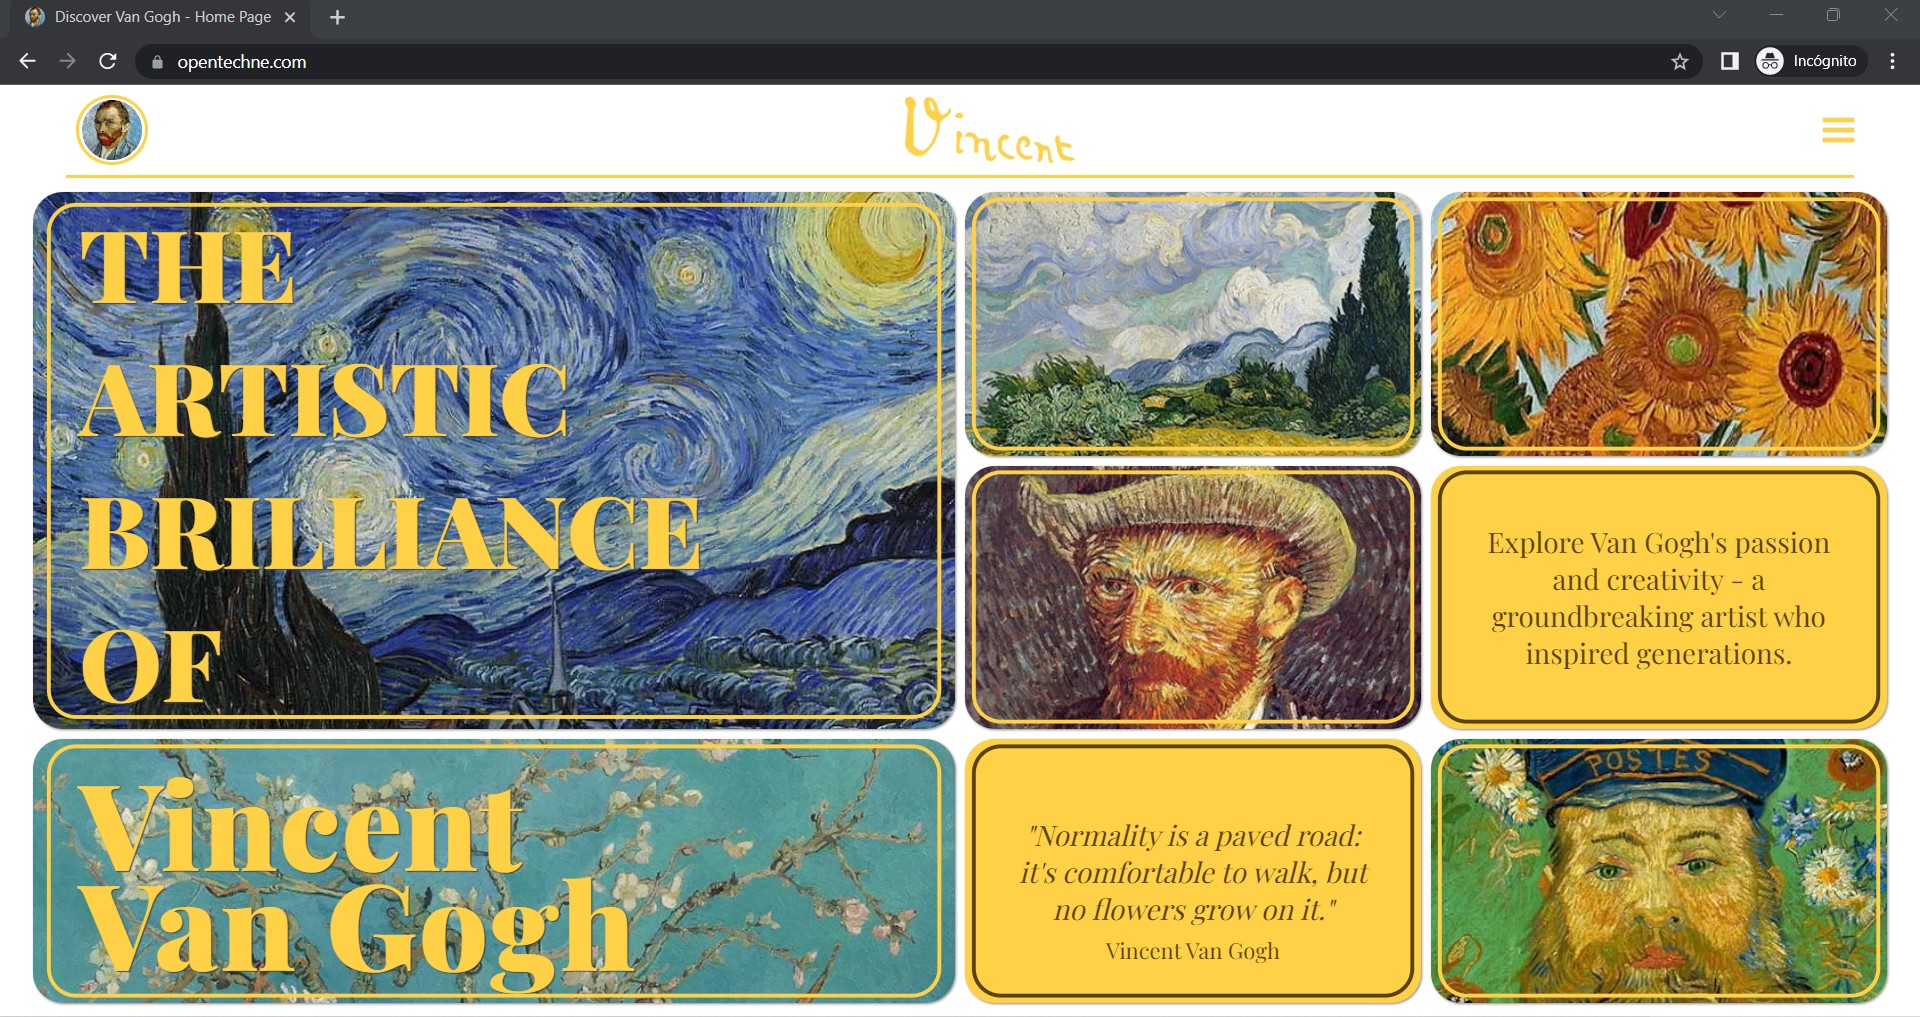 Discover Van Gogh - Home Page
opentechne.com
Incógnito
Vincent
THE
ARTISTIC
BRILLIANCE
OF
Explore Van Gogh's passion
and creativity - a
groundbreaking artist who
inspired generations.
Vincent
Van Gogh
"Normality is a paved road:
it's comfortable to walk, but
no flowers grow on it."
Vincent Van Gogh
POSTES